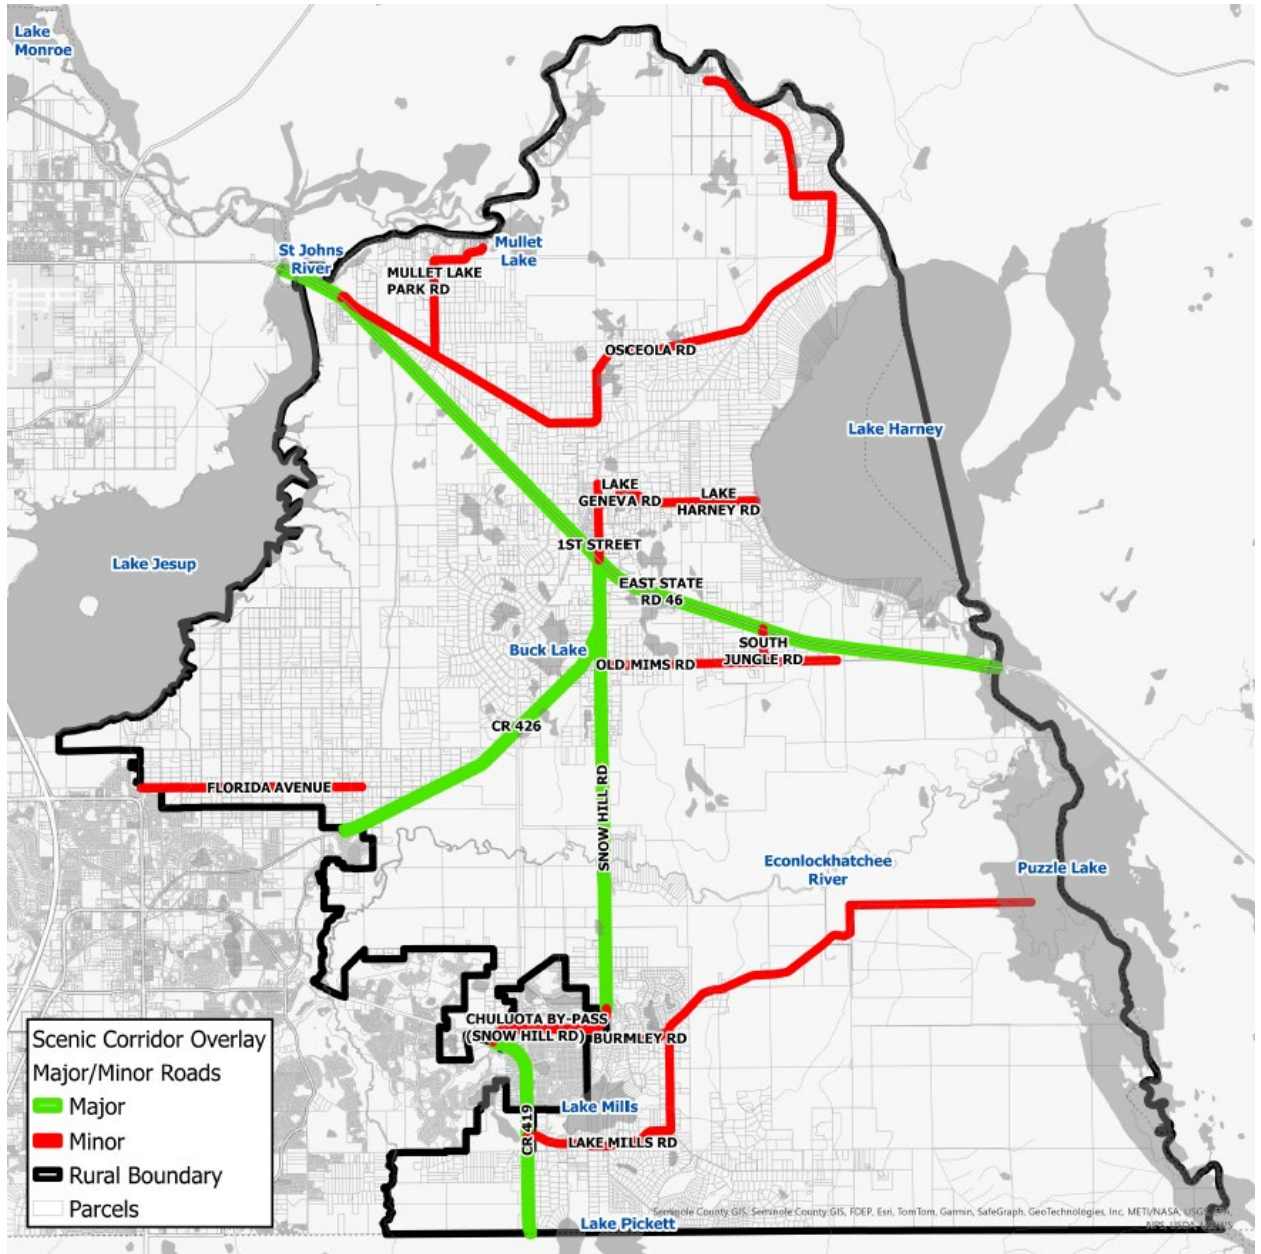 Lake
Monroe
St Johns
River
Mullet
Lake
MULLET LAKE
PARK RD
OSCEOLA RD
Lake Harney
LAKE
GENEVA RD
LAKE
HARNEY RD
1ST STREET
Lake Jesup
EAST STATE
RD 46
Buck Lake
SOUTH
JUNGLE RD
OLD MIMS RD
CR 426
FLORIDA AVENUE
SNOW HILL RD
Econlockhatchee
River
Puzzle Lake
CHULUOTA BY-PASS
(SNOW HILL RD)
BURMLEY RD
Lake Mills
CR 419
LAKE MILLS RD
Lake Pickett
Scenic Corridor Overlay
Major/Minor Roads
Major
Minor
Rural Boundary
Parcels
Seminole County GIS, Seminole County GIS, FDEP, Esri, TomTom, Garmin, SafeGraph, GeoTechnologies, Inc, METI/NASA, USGS,